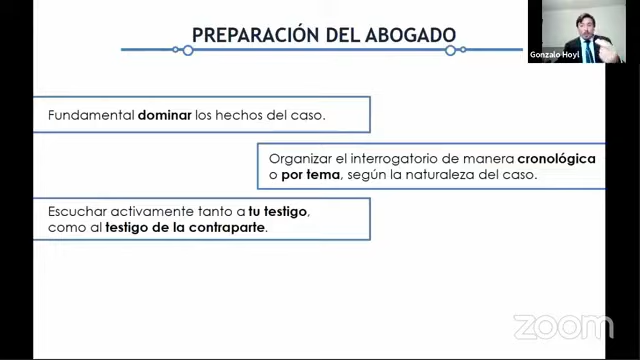 PREPARACIÓN DEL ABOGADO
Gonzalo Hoyl
Fundamental dominar los hechos del caso.
Organizar el interrogatorio de manera cronológica
o por tema, según la naturaleza del caso.
Escuchar activamente tanto a tu testigo,
como al testigo de la contraparte.
zoom